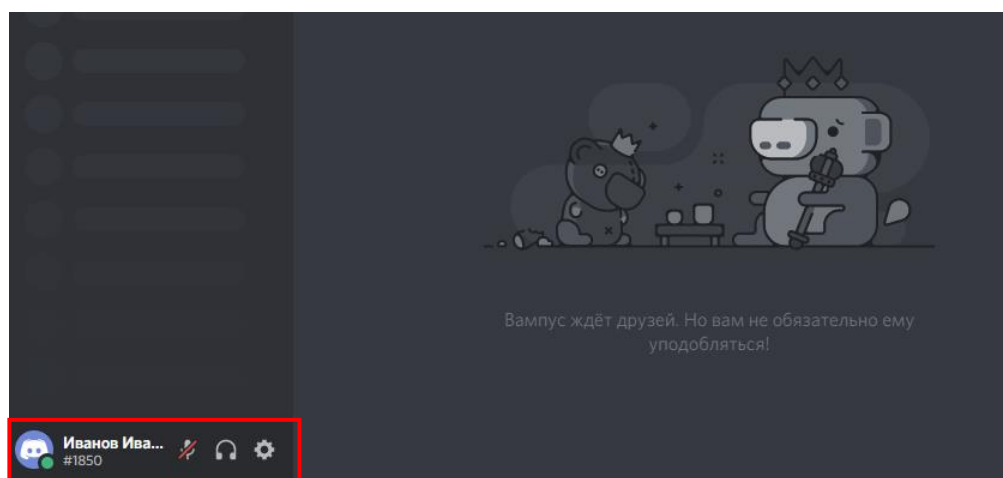 Вампус ждёт друзей. Но вам не обязательно ему
уподобляться!
Иванов Ива...
#1850